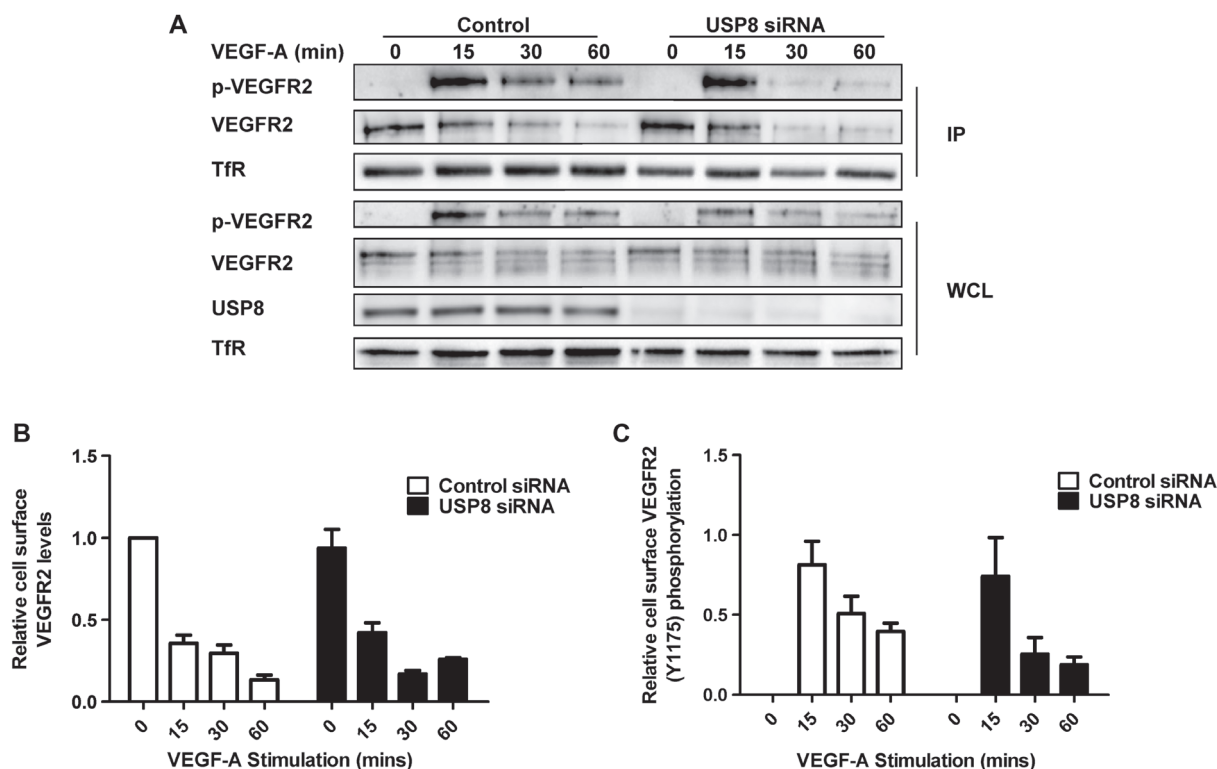 A
Control USP8 siRNA
VEGF-A (min) 0 15 30 60 0 15 30 60
p-VEGFR2
VEGFR2
TfR
IP
p-VEGFR2
VEGFR2
USP8
TfR
WCL
B
Relative cell surface
VEGFR2 levels
1.5
1.0
0.5
0.0
Control siRNA
USP8 siRNA
0 15 30 60 0 15 30 60
VEGF-A Stimulation (mins)
C
Relative cell surface VEGFR2
(Y1175) phosphorylation
1.5
1.0
0.5
0.0
Control siRNA
USP8 siRNA
0 15 30 60 0 15 30 60
VEGF-A Stimulation (mins)